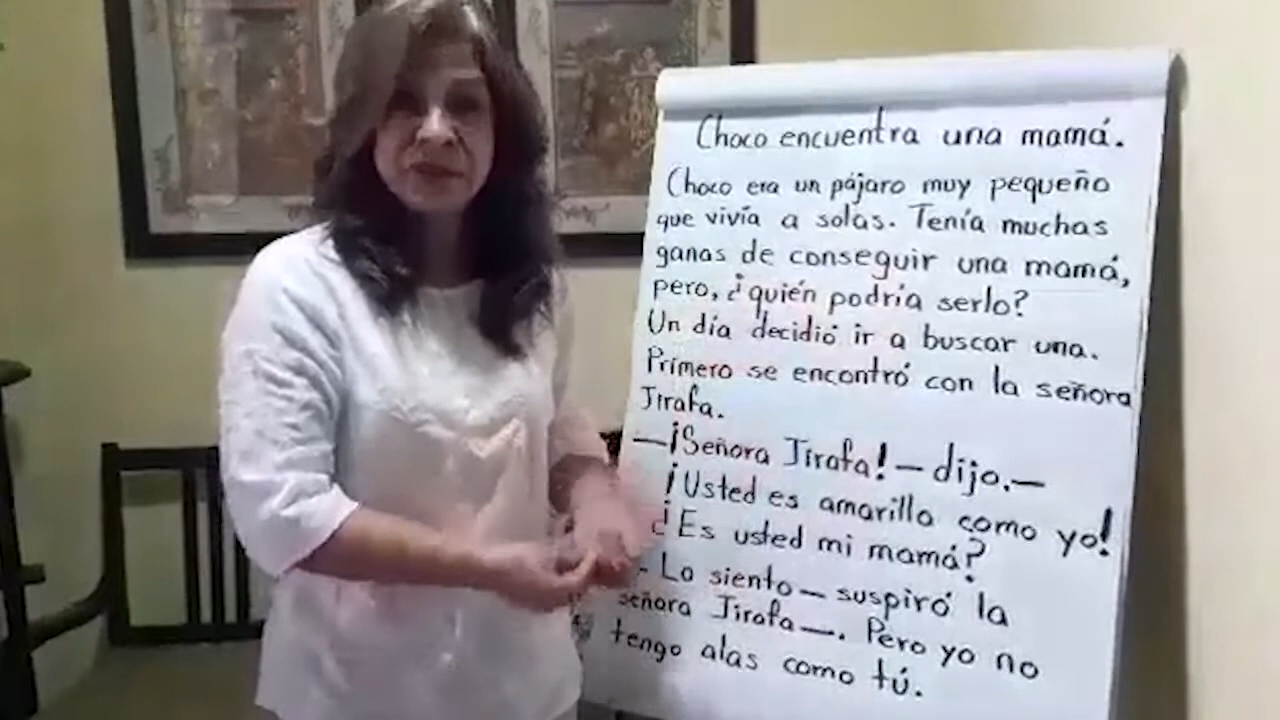 Choco encuentra una mamá.
Choco era un pájaro muy pequeño
que vivía a solas. Tenía muchas
ganas de conseguir una mamá,
pero, ¿quién podría serlo?
Un día decidió ir a buscar una.
Primero se encontró con la señora
Jirafa.
—¡Señora Jirafa!—dijo.—
¡Usted es amarilla como yo!
¿Es usted mi mamá?
- Lo siento— suspiró la
señora Jirafa—. Pero yo no
tengo alas como tú.